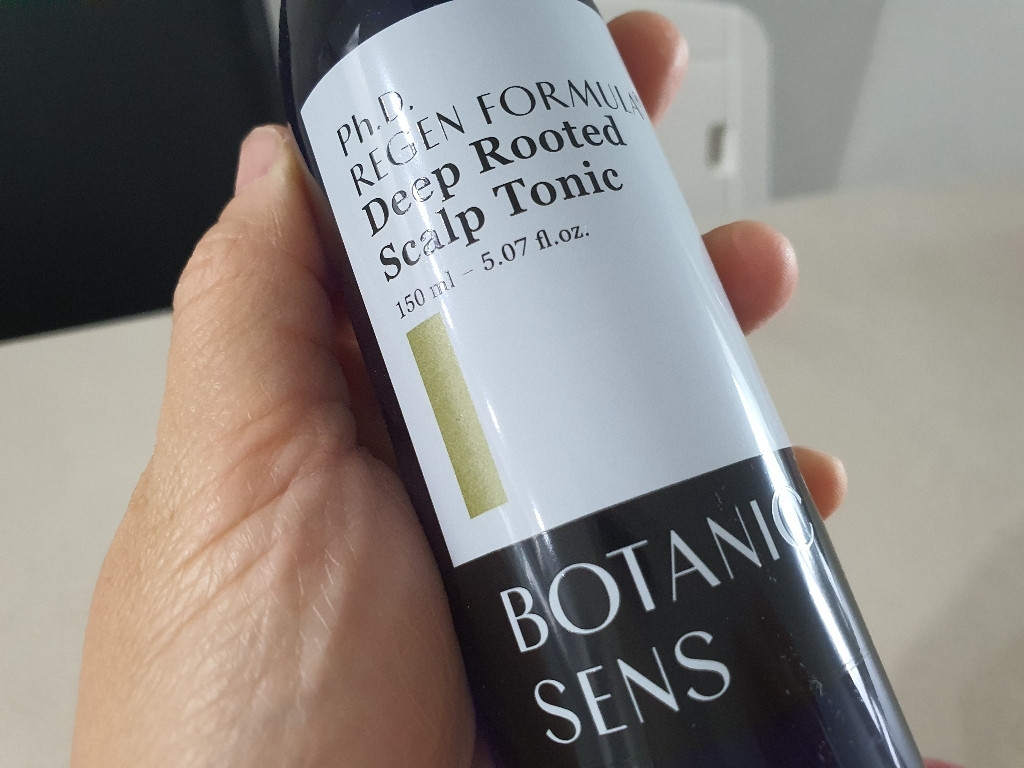 Ph.D.
REGEN FORMULA
Deep Rooted
Scalp Tonic
150 ml – 5.07 fl.oz.
BOTANIC
SENS